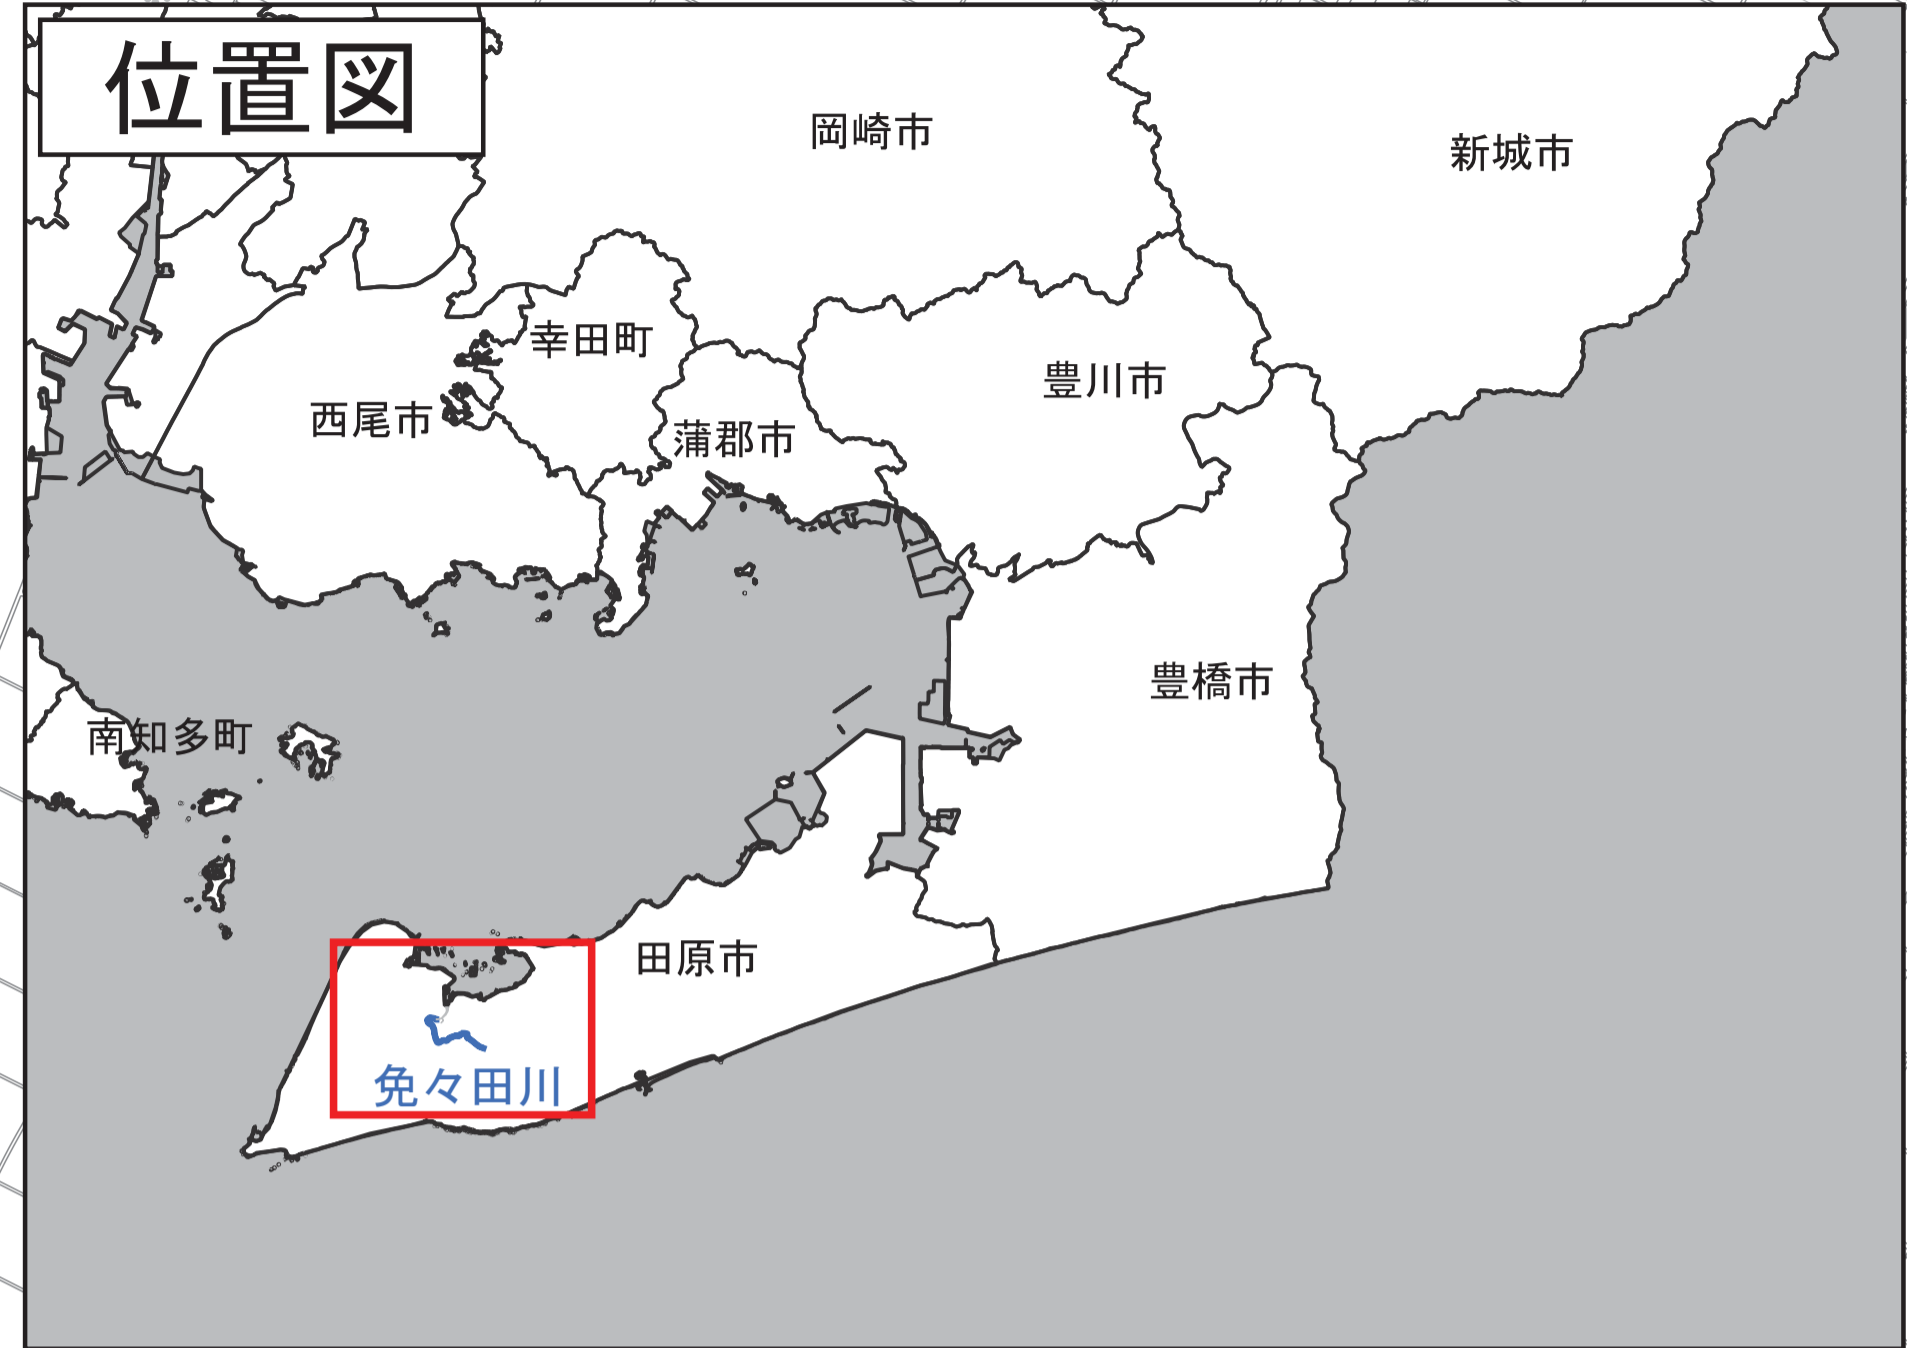 位置図
岡崎市
新城市
幸田町
豊川市
西尾市
蒲郡市
豊橋市
南知多町
田原市
免々田川